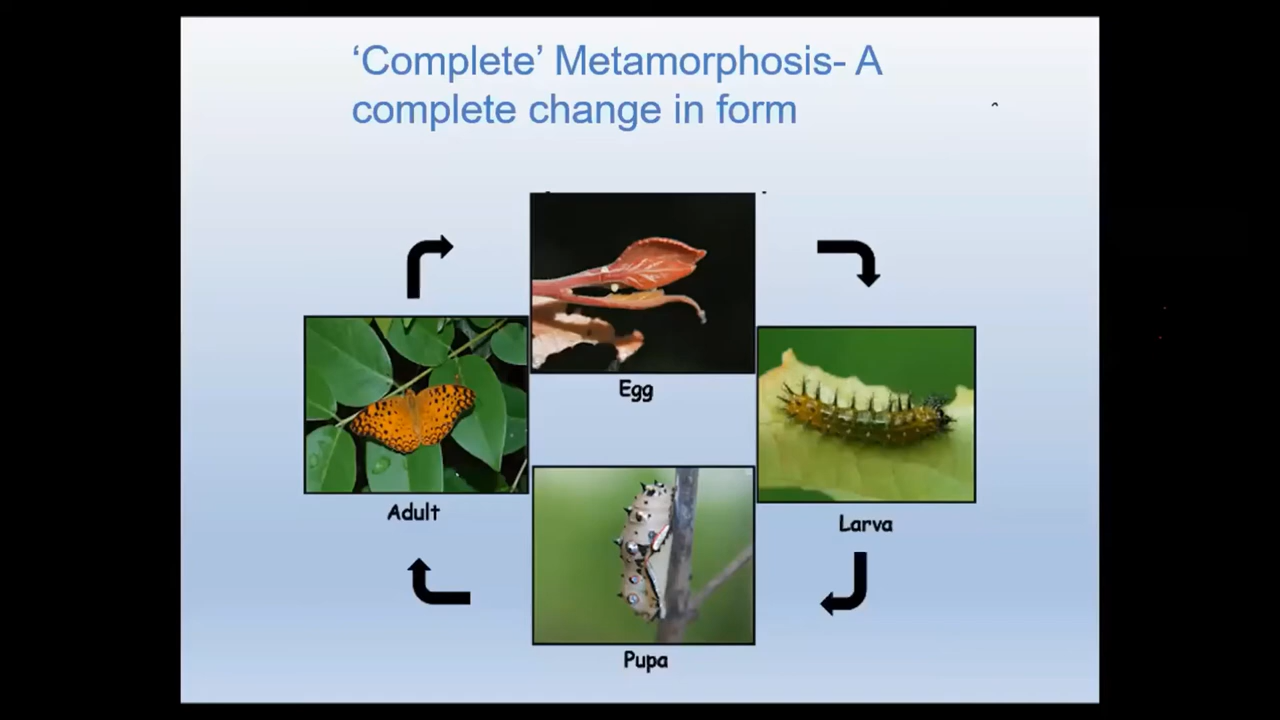 ‘Complete’ Metamorphosis- A
complete change in form
Egg
Adult
Larva
Pupa